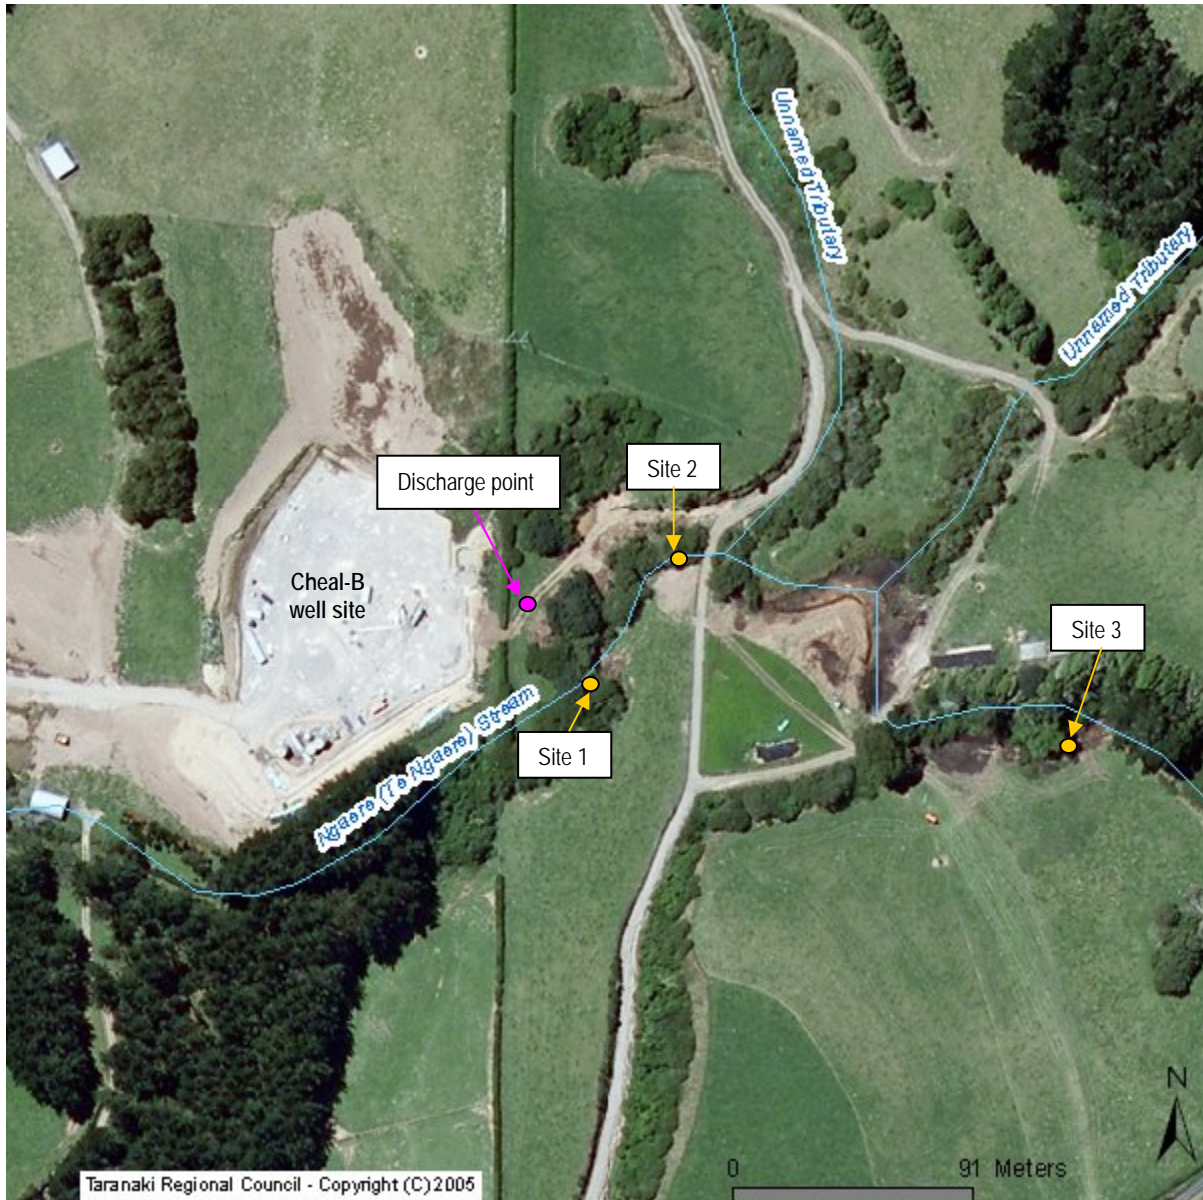 Unnamed Tributary
Unnamed Tributary
Site 2
Discharge point
Cheal-B
well site
Site 3
Site 1
Ngaere (Te Ngaere) Stream
N
0 91 Meters
Taranaki Regional Council - Copyright (C)2005